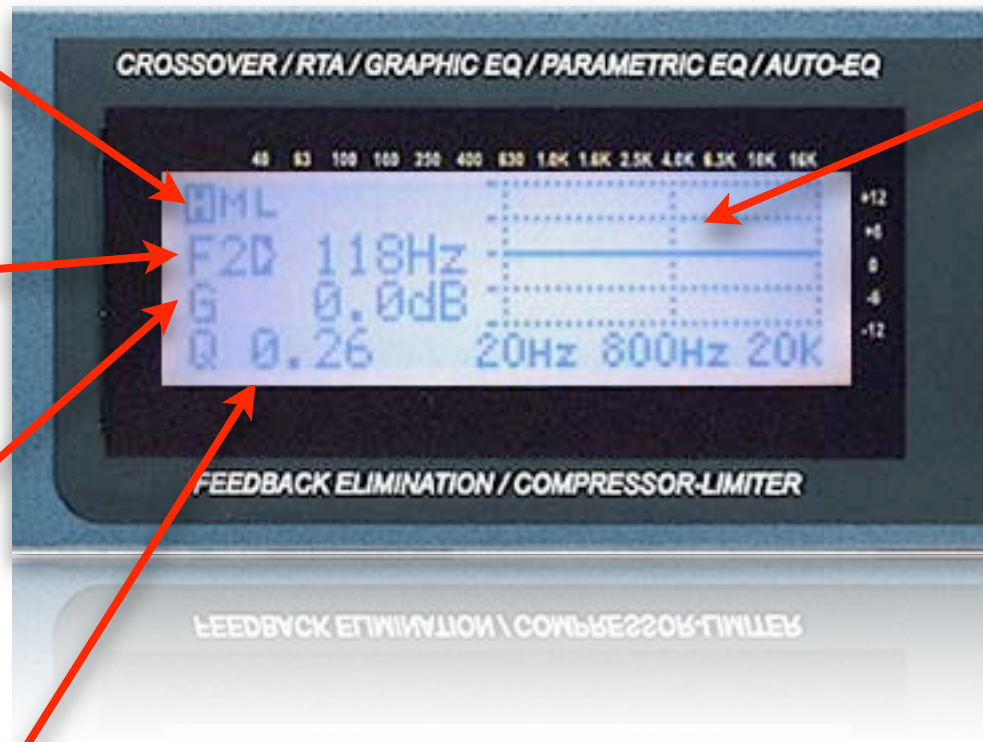 CROSSOVER / RTA / GRAPHIC EQ / PARAMETRIC EQ / AUTO-EQ
40 63 100 160 250 400 630 1.0K 1.6K 2.5K 4.0K 6.3K 10K 16K
HML
+12
F2 118Hz
+6
0
G 0.0dB
-6
Q 0.26 20Hz 800Hz 20K
-12
FEEDBACK ELIMINATION / COMPRESSOR-LIMITER
FEEDBACK ELIMINATION / COMPRESSOR-LIMITER